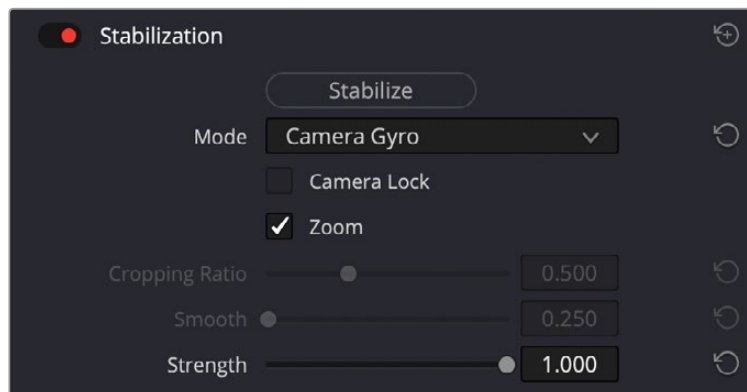 Stabilization
Stabilize
Mode Camera Gyro
Camera Lock
Zoom
Cropping Ratio 0.500
Smooth 0.250
Strength 1.000